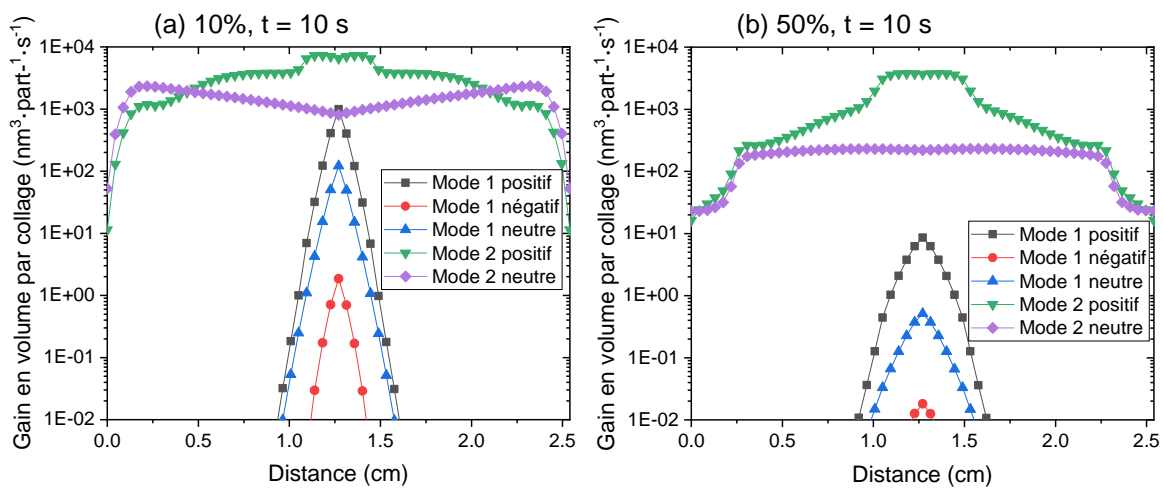 (a) 10%, t = 10 s
Gain en volume par collage (nm³·part⁻¹·s⁻¹)
1E+04
1E+03
1E+02
1E+01
1E+00
1E-01
1E-02
Mode 1 positif
Mode 1 négatif
Mode 1 neutre
Mode 2 positif
Mode 2 neutre
0.0 0.5 1.0 1.5 2.0 2.5
Distance (cm)
(b) 50%, t = 10 s
Gain en volume par collage (nm³·part⁻¹·s⁻¹)
1E+04
1E+03
1E+02
1E+01
1E+00
1E-01
1E-02
Mode 1 positif
Mode 1 négatif
Mode 1 neutre
Mode 2 positif
Mode 2 neutre
0.0 0.5 1.0 1.5 2.0 2.5
Distance (cm)